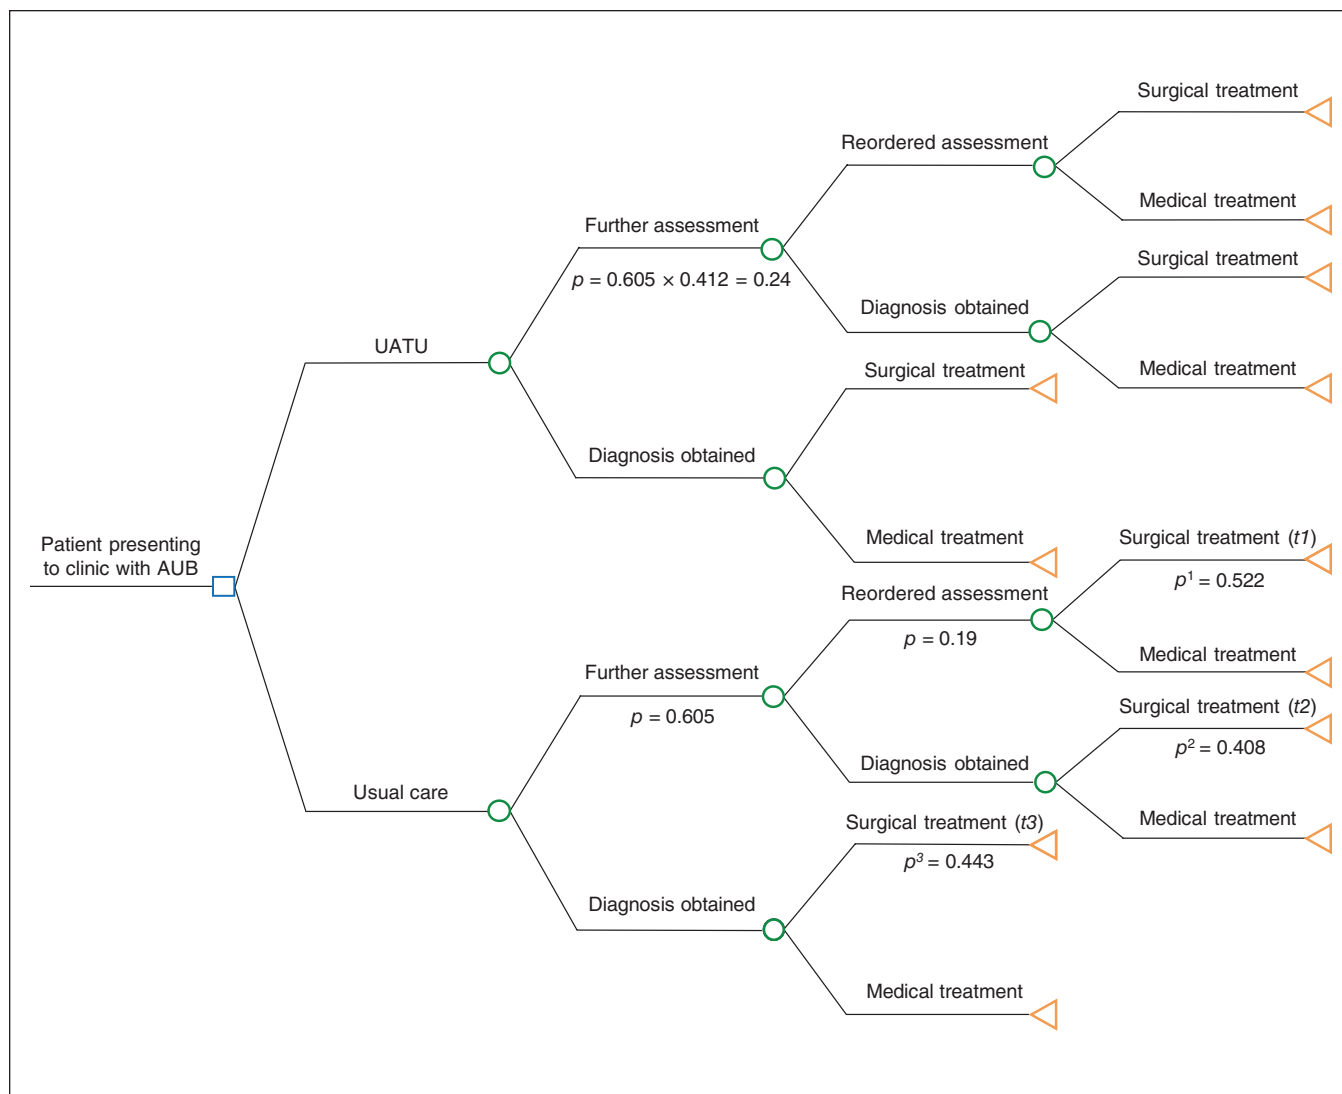 Surgical treatment
Reordered assessment
Medical treatment
Further assessment
p = 0.605 × 0.412 = 0.24
Surgical treatment
Diagnosis obtained
Medical treatment
UATU
Surgical treatment
Diagnosis obtained
Medical treatment
Patient presenting
to clinic with AUB
Surgical treatment (t1)
p¹ = 0.522
Reordered assessment
p = 0.19
Medical treatment
Further assessment
p = 0.605
Surgical treatment (t2)
p² = 0.408
Diagnosis obtained
Medical treatment
Usual care
Surgical treatment (t3)
p³ = 0.443
Diagnosis obtained
Medical treatment